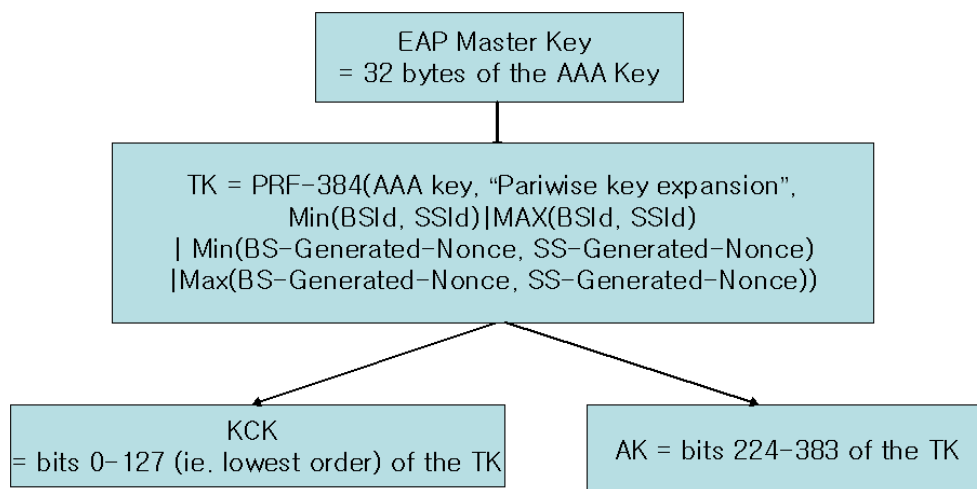 EAP Master Key
= 32 bytes of the AAA Key
TK = PRF-384(AAA key, “Pariwise key expansion”,
Min(BSId, SSId)|MAX(BSId, SSId)
| Min(BS-Generated-Nonce, SS-Generated-Nonce)
|Max(BS-Generated-Nonce, SS-Generated-Nonce))
KCK
= bits 0-127 (ie. lowest order) of the TK
AK = bits 224-383 of the TK